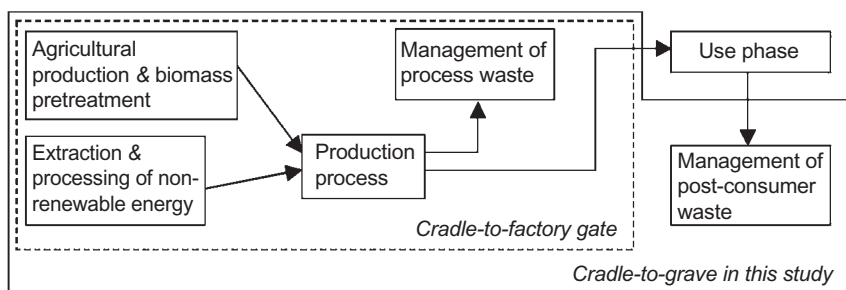 Agricultural
production & biomass
pretreatment
Management of
process waste
Use phase
Extraction &
processing of non-
renewable energy
Production
process
Management of
post-consumer
waste
Cradle-to-factory gate
Cradle-to-grave in this study